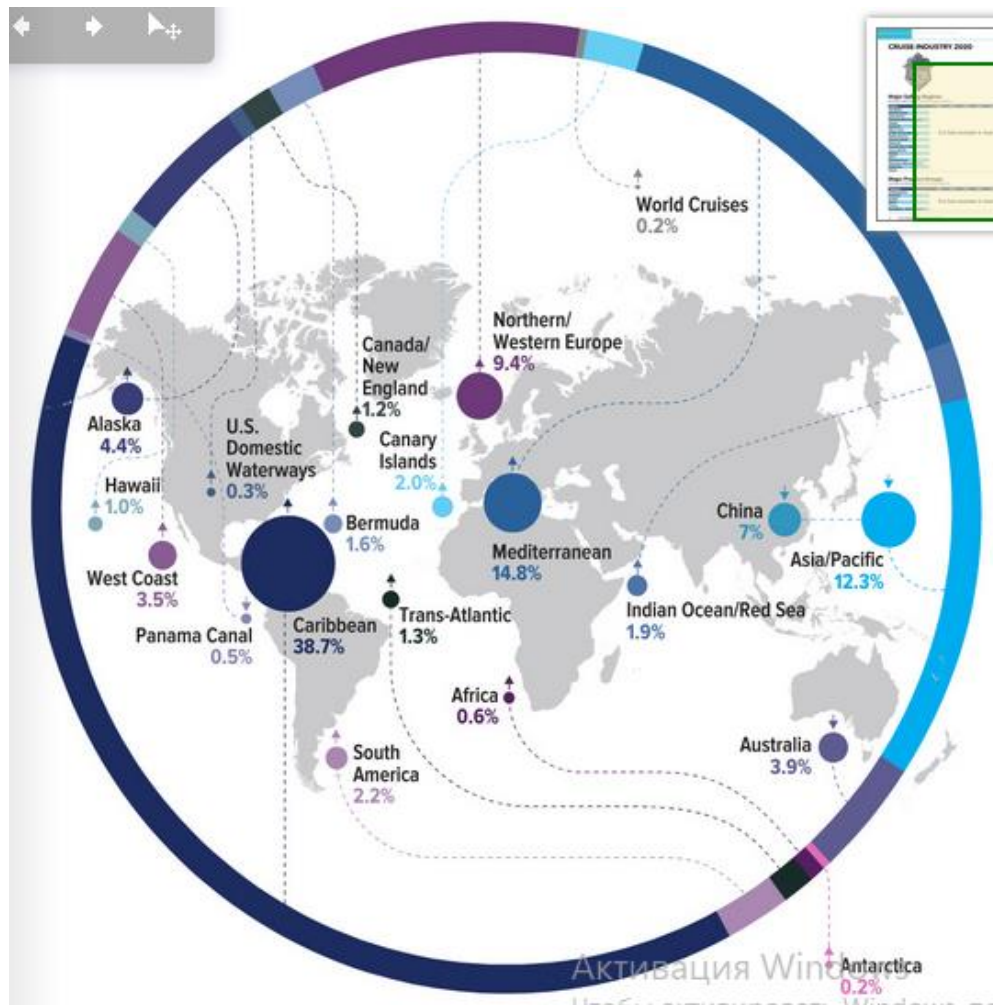 CRUISE INDUSTRY 2020
World Cruises
0.2%
Northern/
Western Europe
9.4%
Canada/
New
England
1.2%
Alaska
4.4%
U.S.
Domestic
Waterways
0.3%
Canary
Islands
2.0%
Hawaii
1.0%
Bermuda
1.6%
China
7%
Mediterranean
14.8%
Asia/Pacific
12.3%
West Coast
3.5%
Panama Canal
0.5%
Caribbean
38.7%
Trans-Atlantic
1.3%
Indian Ocean/Red Sea
1.9%
Africa
0.6%
South
America
2.2%
Australia
3.9%
Активация Windows
Antarctica
0.2%